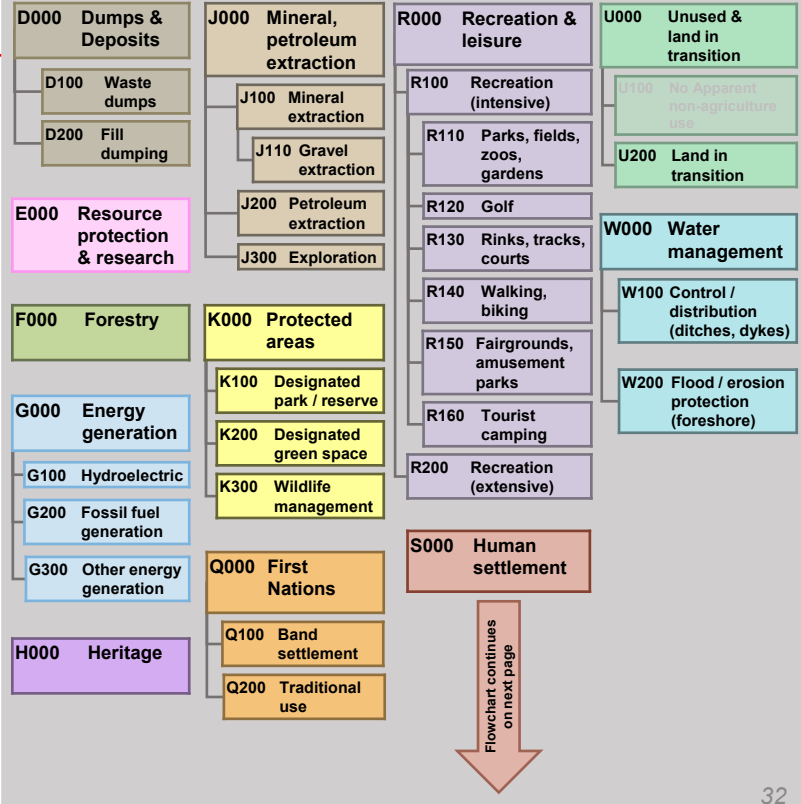 D000 Dumps &
Deposits
D100 Waste
dumps
D200 Fill
dumping
E000 Resource
protection
& research
F000 Forestry
G000 Energy
generation
G100 Hydroelectric
G200 Fossil fuel
generation
G300 Other energy
generation
H000 Heritage
J000 Mineral,
petroleum
extraction
J100 Mineral
extraction
J110 Gravel
extraction
J200 Petroleum
extraction
J300 Exploration
K000 Protected
areas
K100 Designated
park / reserve
K200 Designated
green space
K300 Wildlife
management
Q000 First
Nations
Q100 Band
settlement
Q200 Traditional
use
R000 Recreation &
leisure
R100 Recreation
(intensive)
R110 Parks, fields,
zoos,
gardens
R120 Golf
R130 Rinks, tracks,
courts
R140 Walking,
biking
R150 Fairgrounds,
amusement
parks
R160 Tourist
camping
R200 Recreation
(extensive)
S000 Human
settlement
Flowchart continues
on next page
U000 Unused &
land in
transition
U100 No Apparent
non-agriculture
use
U200 Land in
transition
W000 Water
management
W100 Control /
distribution
(ditches, dykes)
W200 Flood / erosion
protection
(foreshore)
32